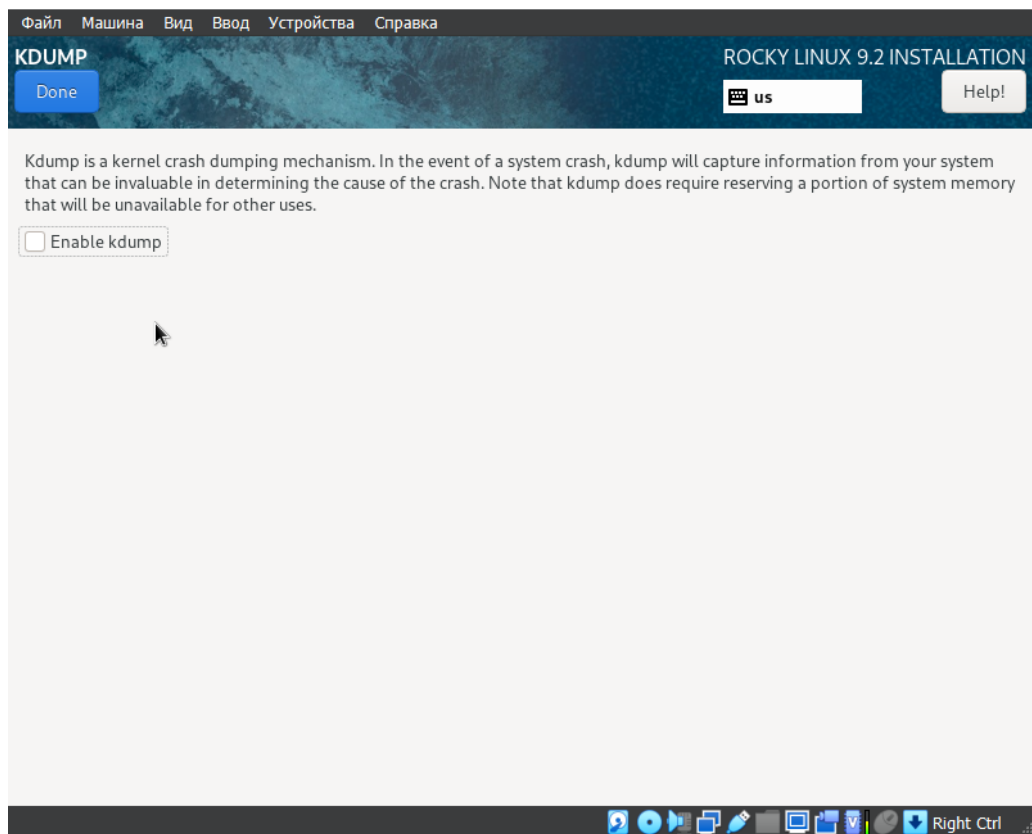 Файл Машина Вид Ввод Устройства Справка
KDUMP
ROCKY LINUX 9.2 INSTALLATION
Done
us
Help!
Kdump is a kernel crash dumping mechanism. In the event of a system crash, kdump will capture information from your system
that can be invaluable in determining the cause of the crash. Note that kdump does require reserving a portion of system memory
that will be unavailable for other uses.
Enable kdump
Right Ctrl